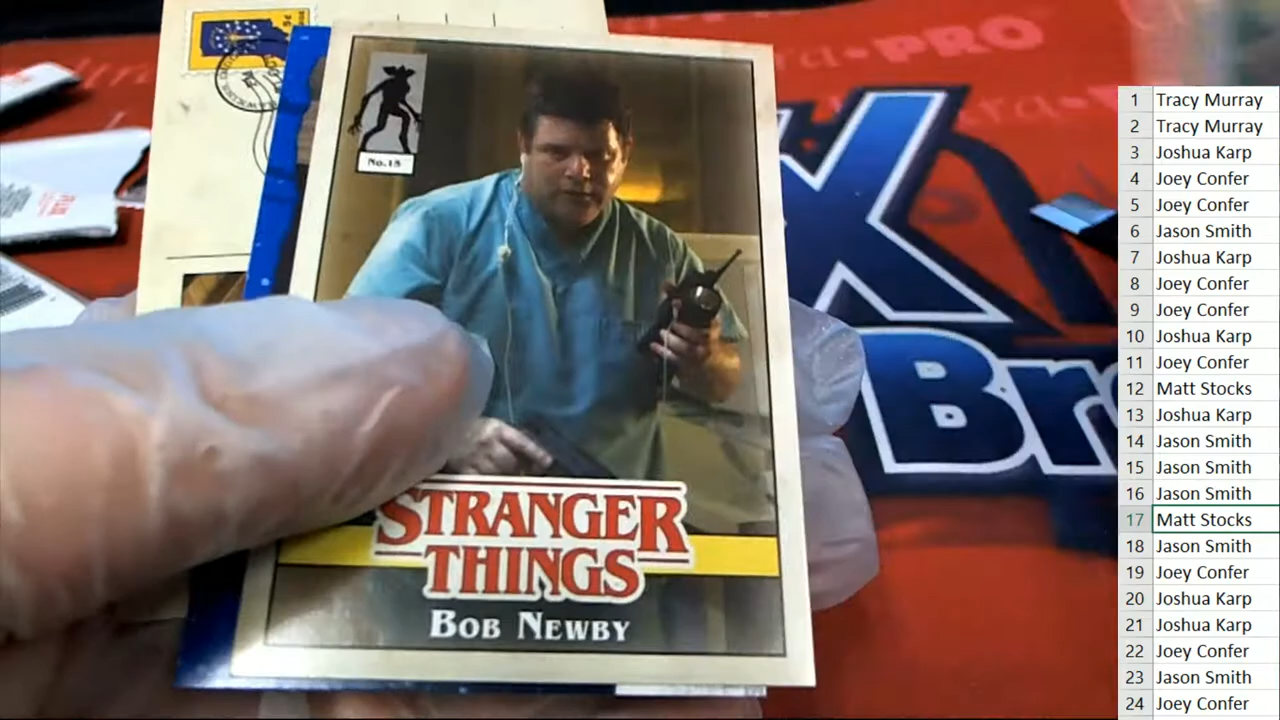 5c
PRO
No.15
STRANGER
THINGS
BOB NEWBY
X
Br
1 Tracy Murray
2 Tracy Murray
3 Joshua Karp
4 Joey Confer
5 Joey Confer
6 Jason Smith
7 Joshua Karp
8 Joey Confer
9 Joey Confer
10 Joshua Karp
11 Joey Confer
12 Matt Stocks
13 Joshua Karp
14 Jason Smith
15 Jason Smith
16 Jason Smith
17 Matt Stocks
18 Jason Smith
19 Joey Confer
20 Joshua Karp
21 Joshua Karp
22 Joey Confer
23 Jason Smith
24 Joey Confer